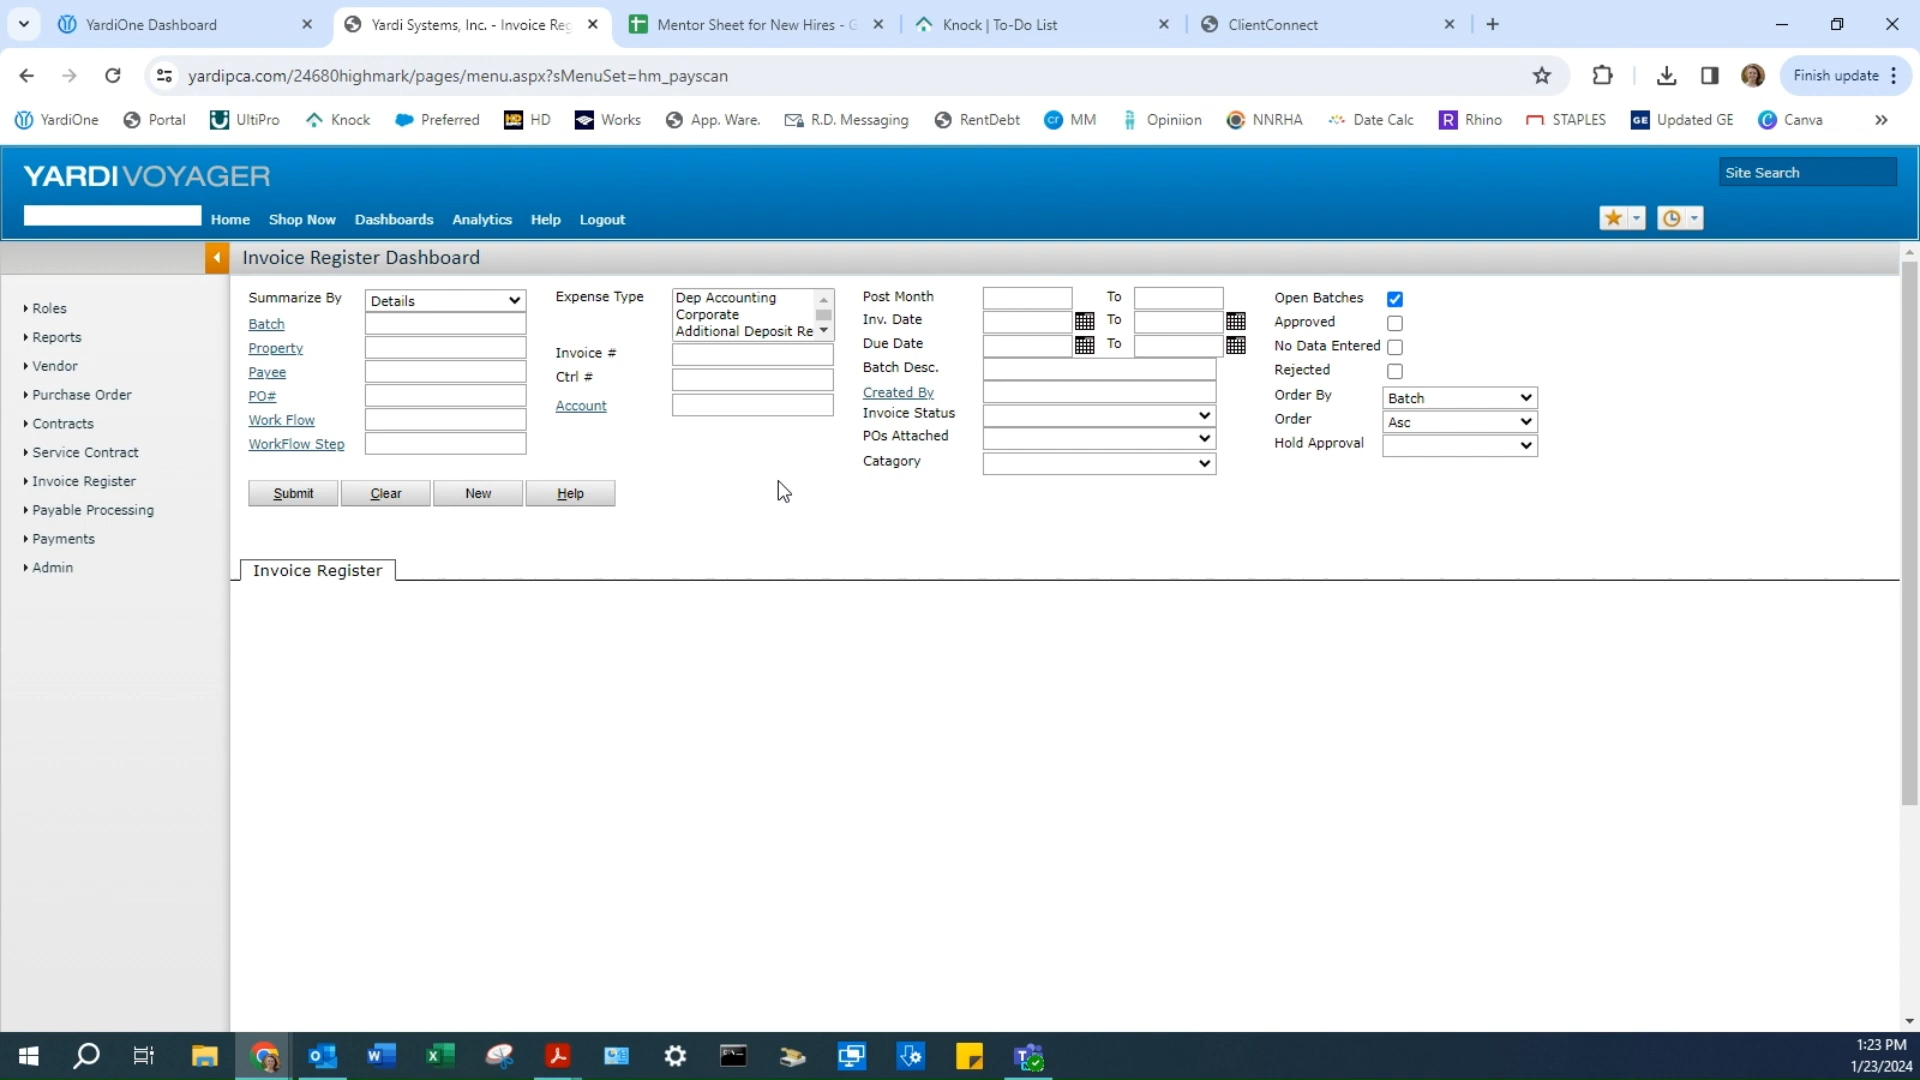 YardiOne Dashboard
Yardi Systems, Inc. - Invoice Reg
Mentor Sheet for New Hires - G
Knock | To-Do List
ClientConnect
yardipca.com/24680highmark/pages/menu.aspx?sMenuSet=hm_payscan
Finish update
YardiOne
Portal
UltiPro
Knock
Preferred
HD
Works
App. Ware.
R.D. Messaging
RentDebt
MM
Opiniion
NNRHA
Date Calc
Rhino
STAPLES
Updated GE
Canva
YARDI VOYAGER
Site Search
Home
Shop Now
Dashboards
Analytics
Help
Logout
Invoice Register Dashboard
Roles
Reports
Vendor
Purchase Order
Contracts
Service Contract
Invoice Register
Payable Processing
Payments
Admin
Summarize By
Details
Batch
Property
Payee
PO#
Work Flow
WorkFlow Step
Expense Type
Dep Accounting
Corporate
Additional Deposit Re
Invoice #
Ctrl #
Account
Post Month
To
Inv. Date
To
Due Date
To
Batch Desc.
Created By
Invoice Status
POs Attached
Catagory
Open Batches
Approved
No Data Entered
Rejected
Order By
Batch
Order
Asc
Hold Approval
Submit
Clear
New
Help
Invoice Register
1:23 PM
1/23/2024